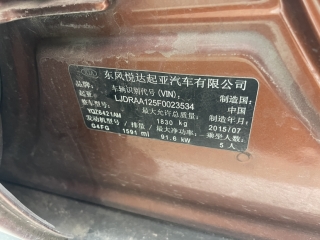 东风悦达起亚汽车有限公司
品牌: 车辆识别代号(VIN): 制造国:
起亚 LJDRAA125F0023534 中国
整车型号: 最大允许总质量: 制造年月:
YQZ6421AM 1830 kg 2015/07
发动机型号/排量/最大净功率: 乘坐人数:
G4FG 1591 ml 91.6 kW 5 人